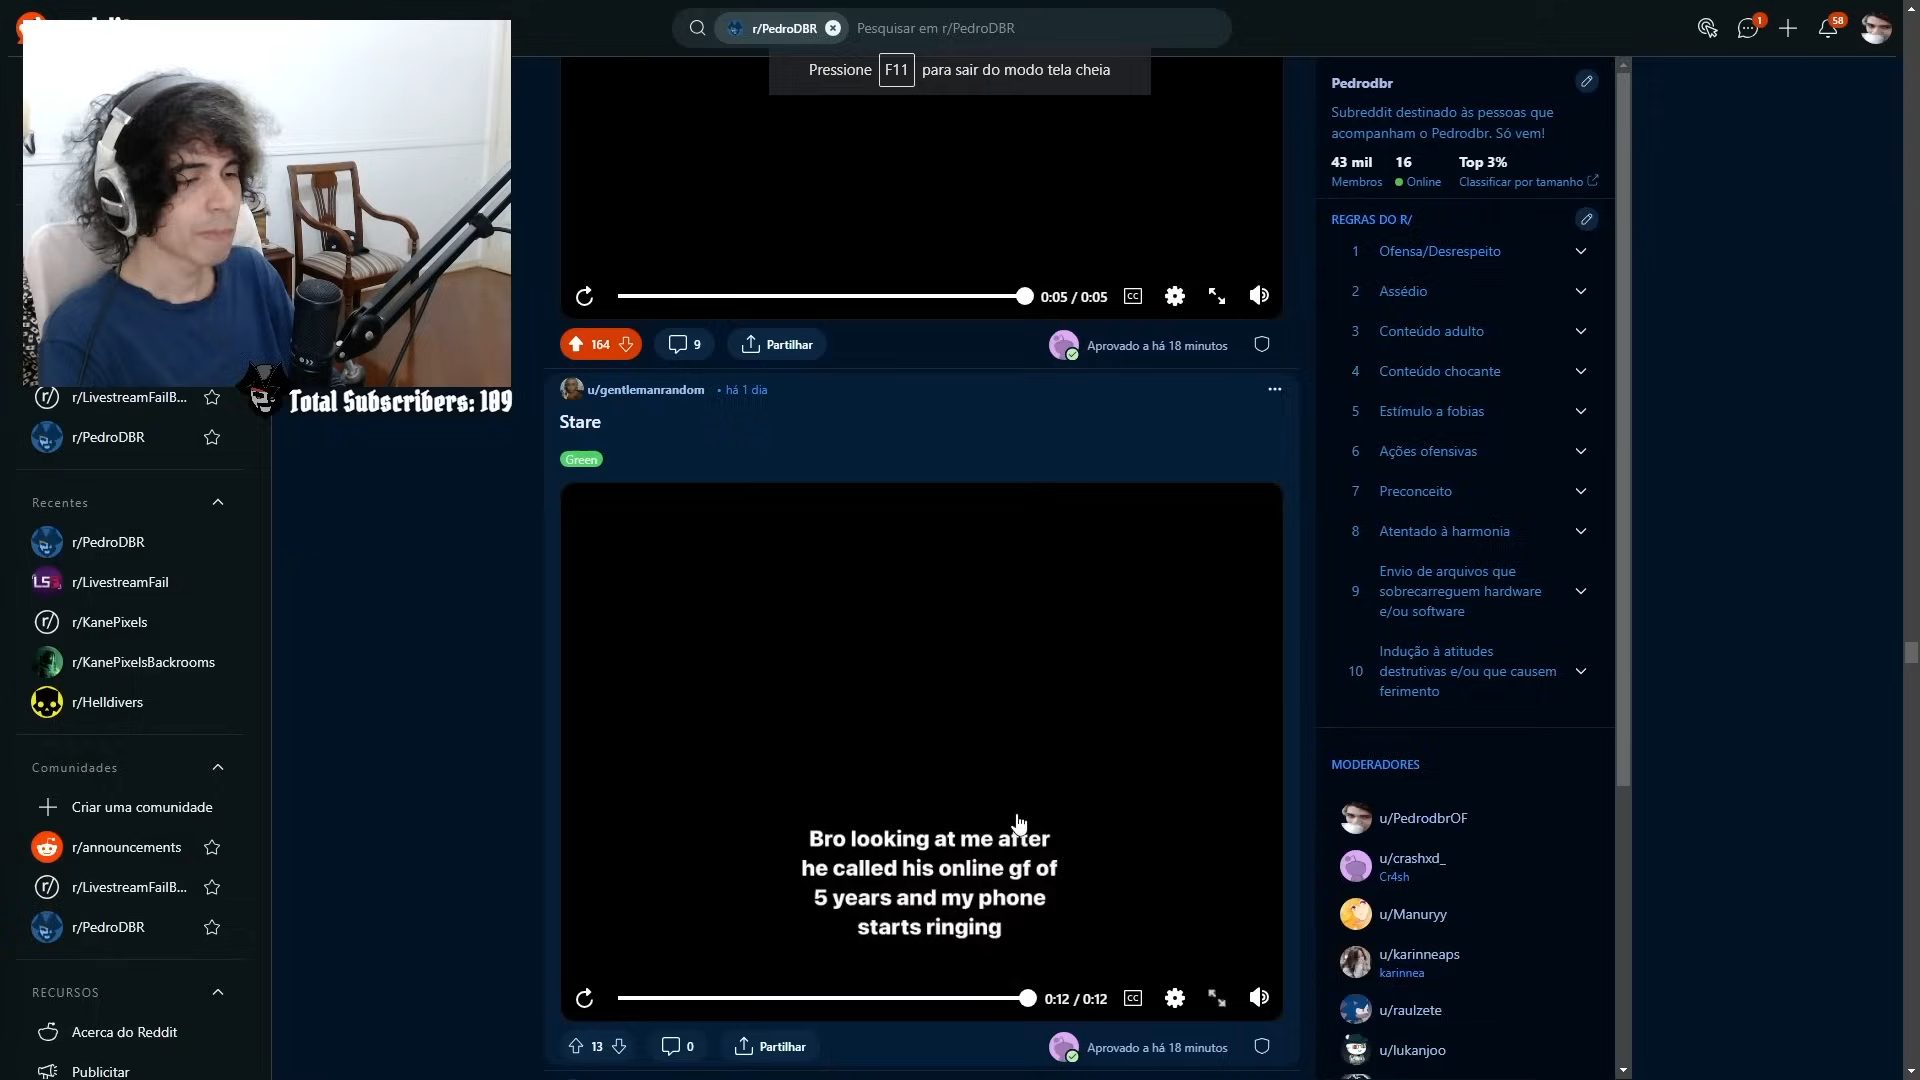 r/PedroDBR
Pesquisar em r/PedroDBR
1
58
Pressione F11 para sair do modo tela cheia
r/LivestreamFailB...
Total Subscribers: 109
r/PedroDBR
Recentes
r/PedroDBR
r/LivestreamFail
r/KanePixels
r/KanePixelsBackrooms
r/Helldivers
Comunidades
Criar uma comunidade
r/announcements
r/LivestreamFailB...
r/PedroDBR
RECURSOS
Acerca do Reddit
Publicitar
0:05 / 0:05
CC
164
9
Partilhar
Aprovado a há 18 minutos
u/gentlemanrandom • há 1 dia
Stare
Green
Bro looking at me after
he called his online gf of
5 years and my phone
starts ringing
0:12 / 0:12
CC
13
0
Partilhar
Aprovado a há 18 minutos
Pedrodbr
Subreddit destinado às pessoas que
acompanham o Pedrodbr. Só vem!
43 mil 16 Top 3%
Membros Online Classificar por tamanho
REGRAS DO R/
1 Ofensa/Desrespeito
2 Assédio
3 Conteúdo adulto
4 Conteúdo chocante
5 Estímulo a fobias
6 Ações ofensivas
7 Preconceito
8 Atentado à harmonia
9 Envio de arquivos que
sobrecarreguem hardware
e/ou software
10 Indução à atitudes
destrutivas e/ou que causem
ferimento
MODERADORES
u/PedrodbrOF
u/crashxd_
Cr4sh
u/Manuryy
u/karinneaps
karinnea
u/raulzete
u/lukanjoo